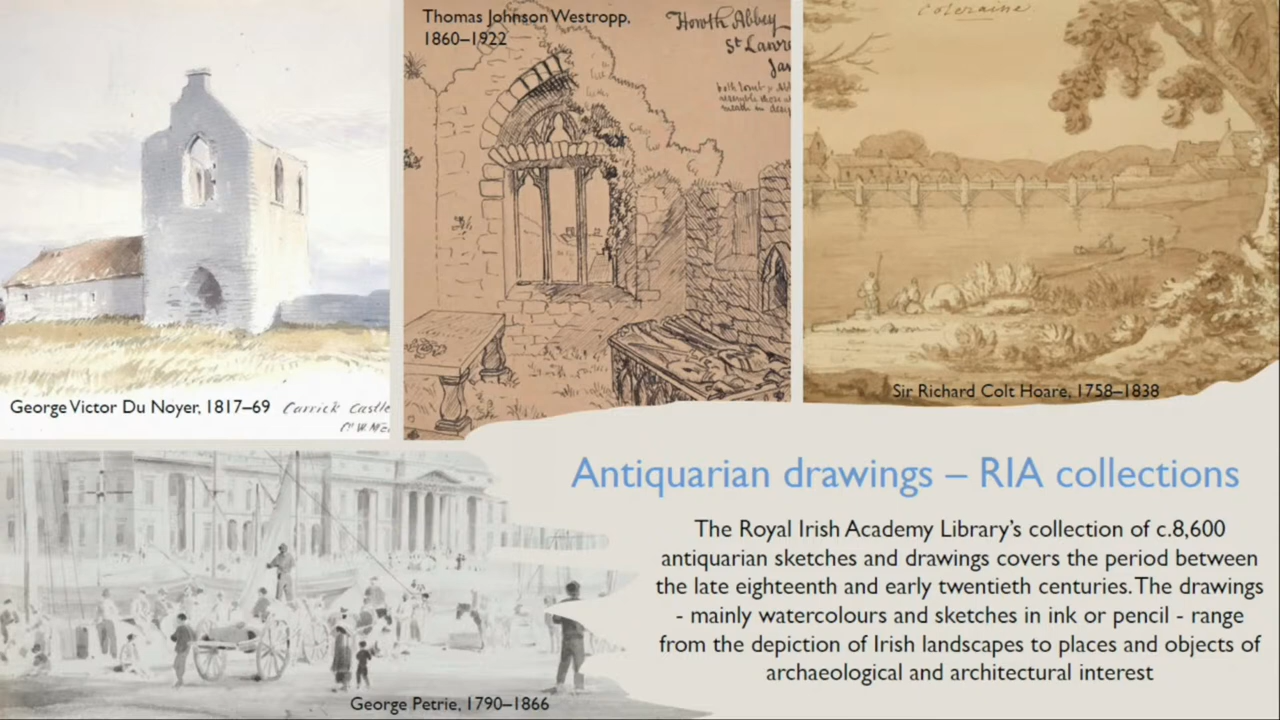 Thomas Johnson Westropp,
1860–1922
Howth Abbey
St Lawre
Jan
coleraine
George Victor Du Noyer, 1817–69
Carrick Castle
Sir Richard Colt Hoare, 1758–1838
Antiquarian drawings – RIA collections
The Royal Irish Academy Library's collection of c.8,600
antiquarian sketches and drawings covers the period between
the late eighteenth and early twentieth centuries. The drawings
- mainly watercolours and sketches in ink or pencil - range
from the depiction of Irish landscapes to places and objects of
archaeological and architectural interest
George Petrie, 1790–1866